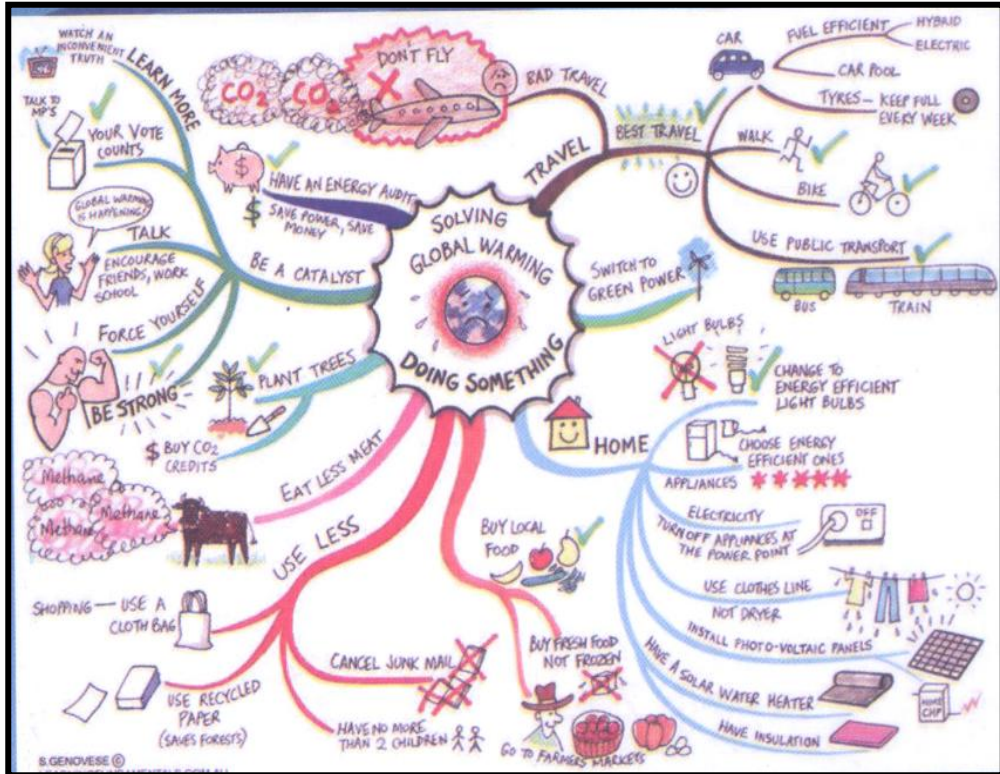 SOLVING
GLOBAL WARMING
DOING SOMETHING
TRAVEL
BAD TRAVEL
DON'T FLY
CO2
CO2
BEST TRAVEL
CAR
FUEL EFFICIENT
HYBRID
ELECTRIC
CAR POOL
TYRES — KEEP FULL
EVERY WEEK
WALK
BIKE
USE PUBLIC TRANSPORT
BUS
TRAIN
SWITCH TO
GREEN POWER
HOME
LIGHT BULBS
CHANGE TO
ENERGY EFFICIENT
LIGHT BULBS
CHOOSE ENERGY
EFFICIENT ONES
APPLIANCES
ELECTRICITY
TURN OFF APPLIANCES AT
THE POWER POINT
OFF
USE CLOTHES LINE
NOT DRYER
INSTALL PHOTO-VOLTAIC PANELS
HAVE A SOLAR WATER HEATER
HOME
CHP
HAVE INSULATION
BUY LOCAL
FOOD
BUY FRESH FOOD
NOT FROZEN
GO TO FARMERS MARKETS
USE LESS
CANCEL JUNK MAIL
HAVE NO MORE
THAN 2 CHILDREN
USE RECYCLED
PAPER
(SAVES FORESTS)
SHOPPING — USE A
CLOTH BAG
EAT LESS MEAT
Methane
Methane
Methane
PLANT TREES
$ BUY CO2
CREDITS
BE A CATALYST
LEARN MORE
WATCH AN
INCONVENIENT
TRUTH
TALK TO
MP'S
YOUR VOTE
COUNTS
GLOBAL WARMING
IS HAPPENING!
TALK
ENCOURAGE
FRIENDS, WORK
SCHOOL
FORCE YOURSELF
BE STRONG
$
HAVE AN ENERGY AUDIT
$ SAVE POWER, SAVE
MONEY
B.GENOVESE ©